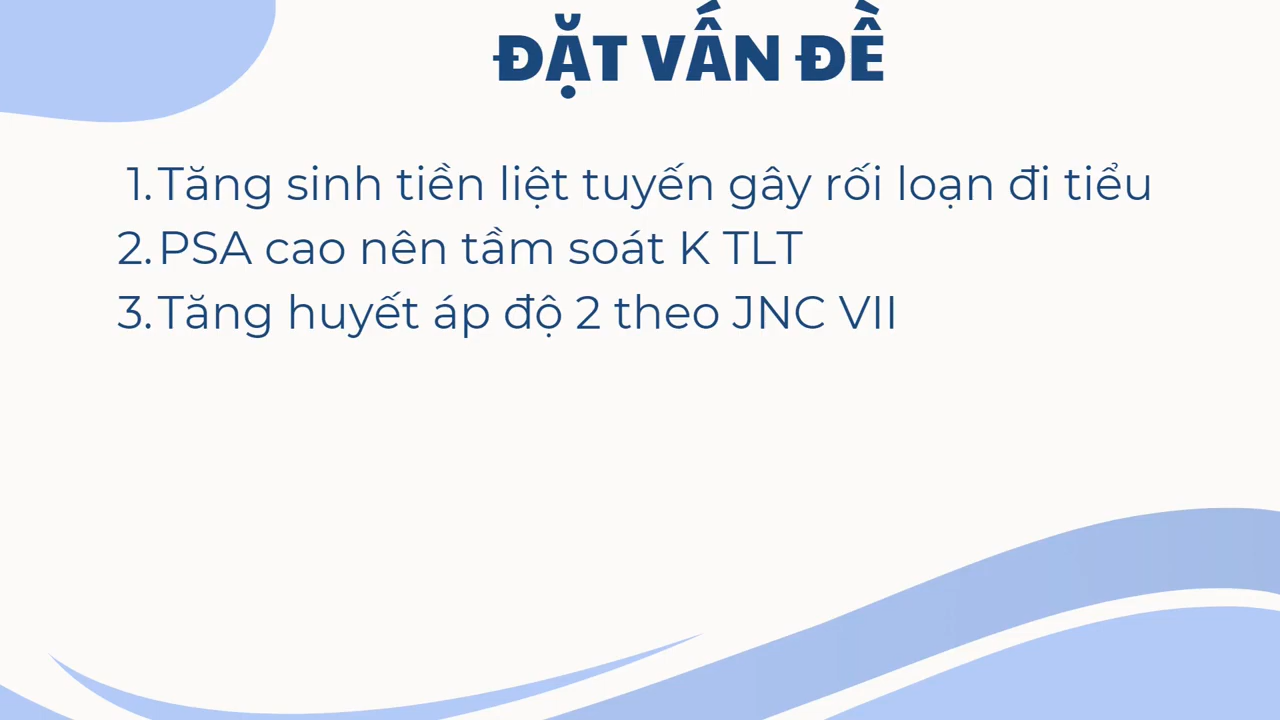 ĐẶT VẤN ĐỀ
1. Tăng sinh tiền liệt tuyến gây rối loạn đi tiểu
2. PSA cao nên tầm soát K TLT
3. Tăng huyết áp độ 2 theo JNC VII